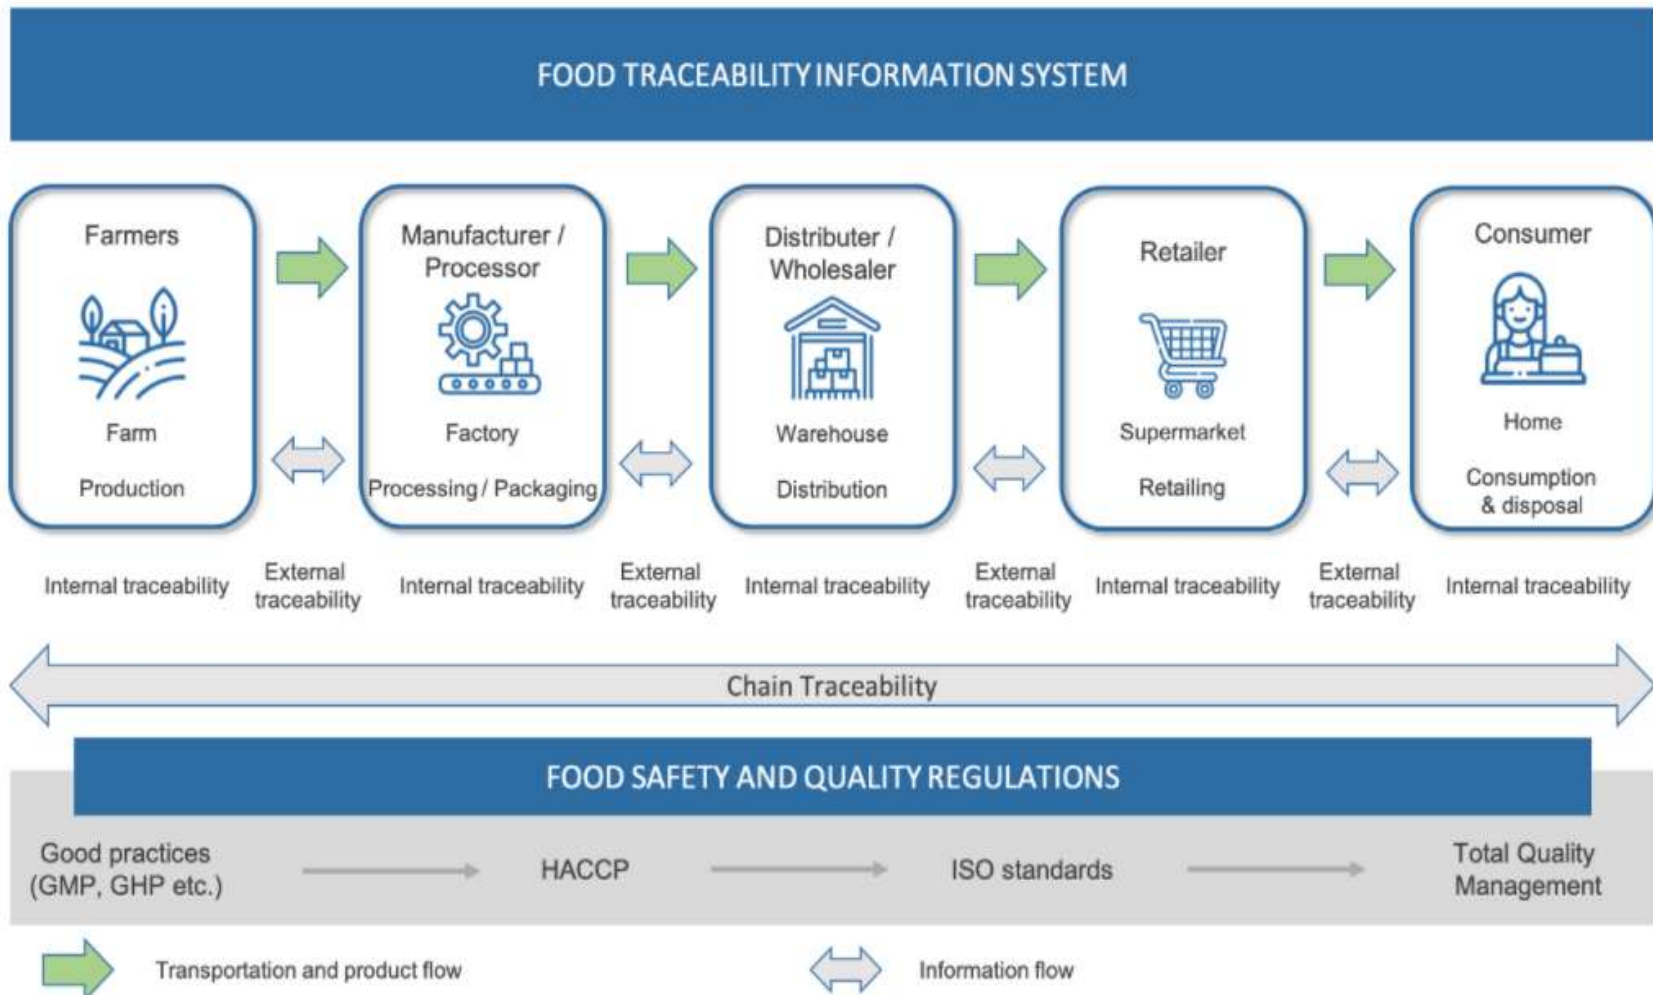 FOOD TRACEABILITY INFORMATION SYSTEM
Farmers
Farm
Production
Manufacturer /
Processor
Factory
Processing / Packaging
Distributer /
Wholesaler
Warehouse
Distribution
Retailer
Supermarket
Retailing
Consumer
Home
Consumption
& disposal
Internal traceability
External
traceability
Internal traceability
External
traceability
Internal traceability
External
traceability
Internal traceability
External
traceability
Internal traceability
Chain Traceability
FOOD SAFETY AND QUALITY REGULATIONS
Good practices
(GMP, GHP etc.)
HACCP
ISO standards
Total Quality
Management
Transportation and product flow
Information flow